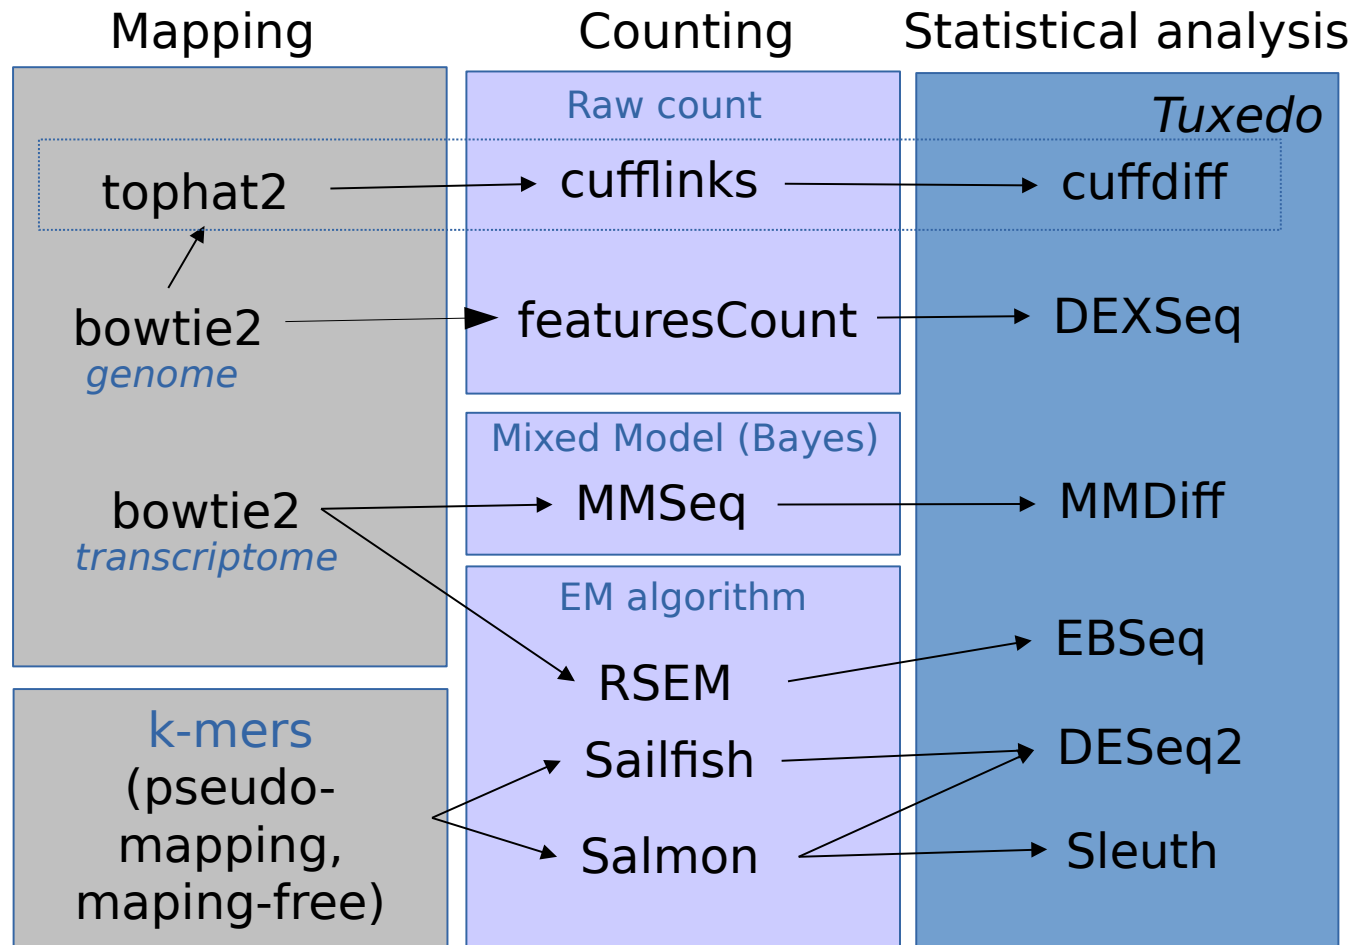 Mapping
Counting
Statistical analysis
Raw count
Tuxedo
tophat2
cufflinks
cuffdiff
bowtie2
genome
featuresCount
DEXSeq
Mixed Model (Bayes)
bowtie2
transcriptome
MMSeq
MMDiff
EM algorithm
RSEM
EBSeq
k-mers
(pseudo-
mapping,
maping-free)
Sailfish
DESeq2
Salmon
Sleuth